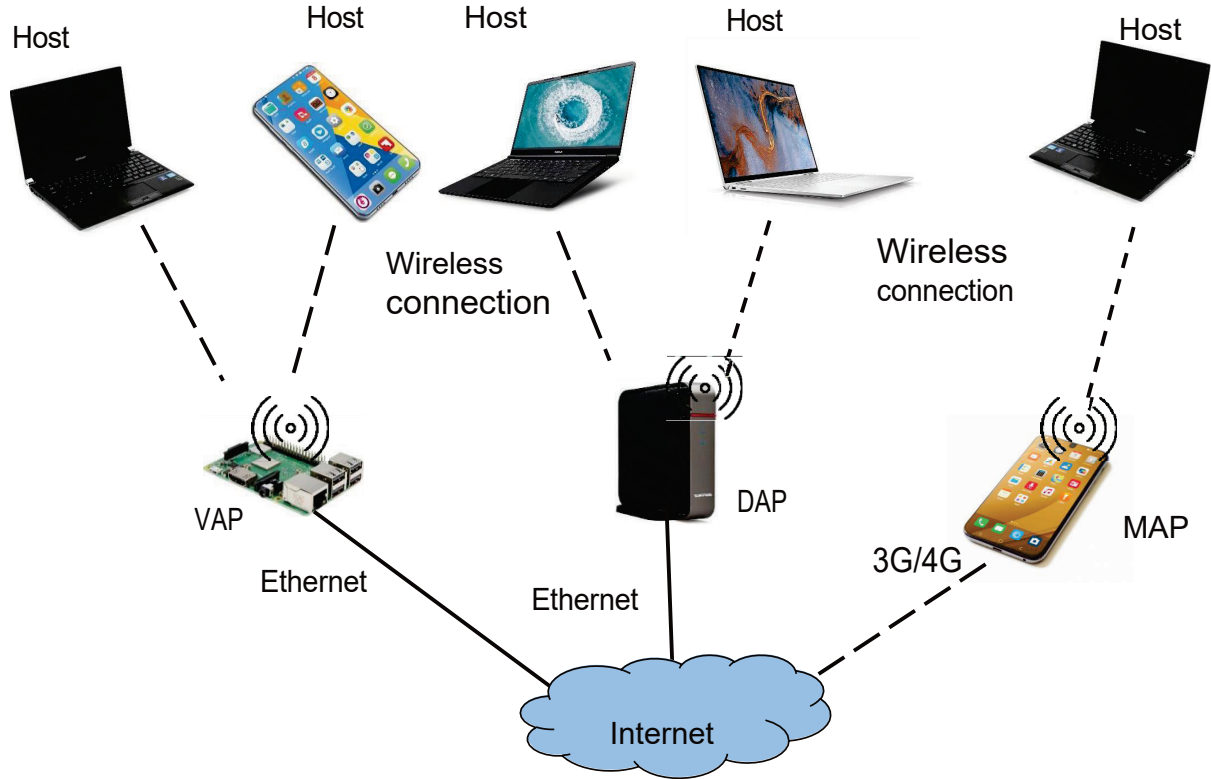 Host
Host
Host
Host
Host
Wireless
connection
Wireless
connection
VAP
DAP
MAP
3G/4G
Ethernet
Ethernet
Internet